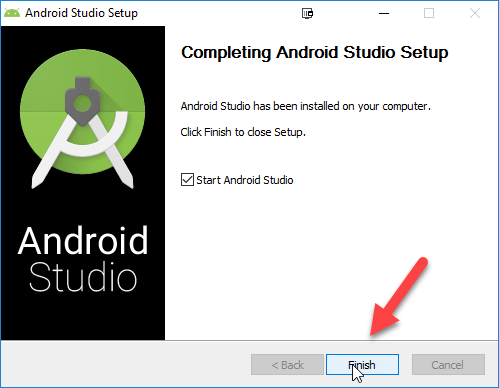 Android Studio Setup
Completing Android Studio Setup
Android Studio has been installed on your computer.
Click Finish to close Setup.
Start Android Studio
Android
Studio
< Back
Finish
Cancel